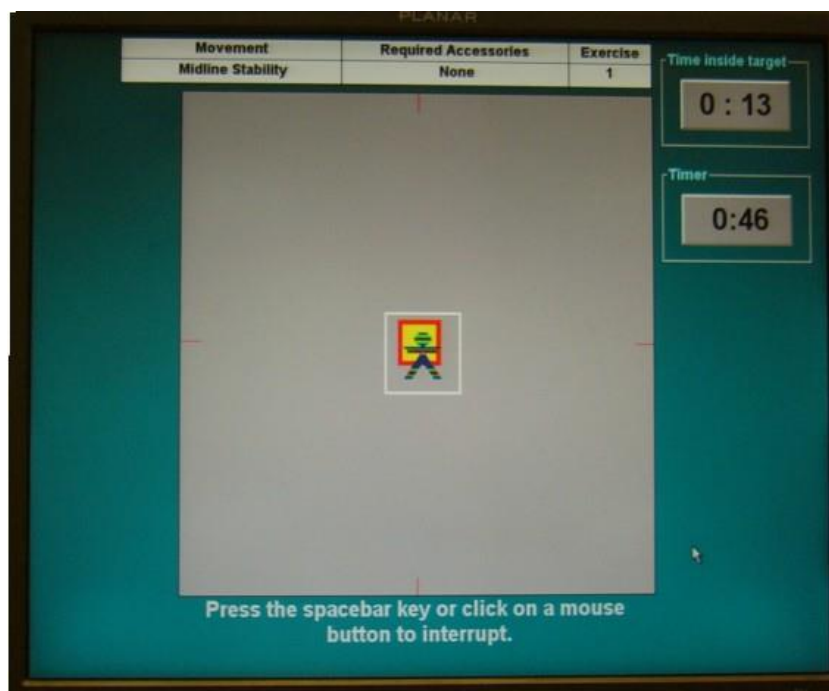 PLANAR
Movement Required Accessories Exercise
Midline Stability None 1
Time inside target
0 : 13
Timer
0:46
Press the spacebar key or click on a mouse
button to interrupt.